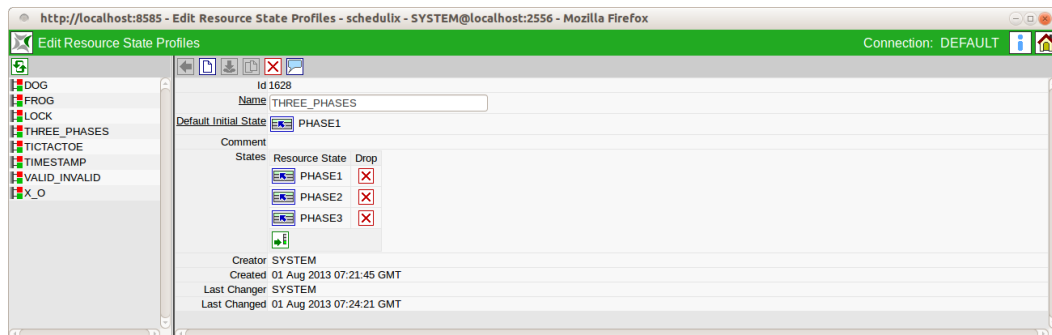 http://localhost:8585 - Edit Resource State Profiles - schedulix - SYSTEM@localhost:2556 - Mozilla Firefox
Edit Resource State Profiles
Connection: DEFAULT
DOG
FROG
LOCK
THREE_PHASES
TICTACTOE
TIMESTAMP
VALID_INVALID
X_O
Id 1628
Name THREE_PHASES
Default Initial State PHASE1
Comment
States Resource State Drop
PHASE1
PHASE2
PHASE3
Creator SYSTEM
Created 01 Aug 2013 07:21:45 GMT
Last Changer SYSTEM
Last Changed 01 Aug 2013 07:24:21 GMT